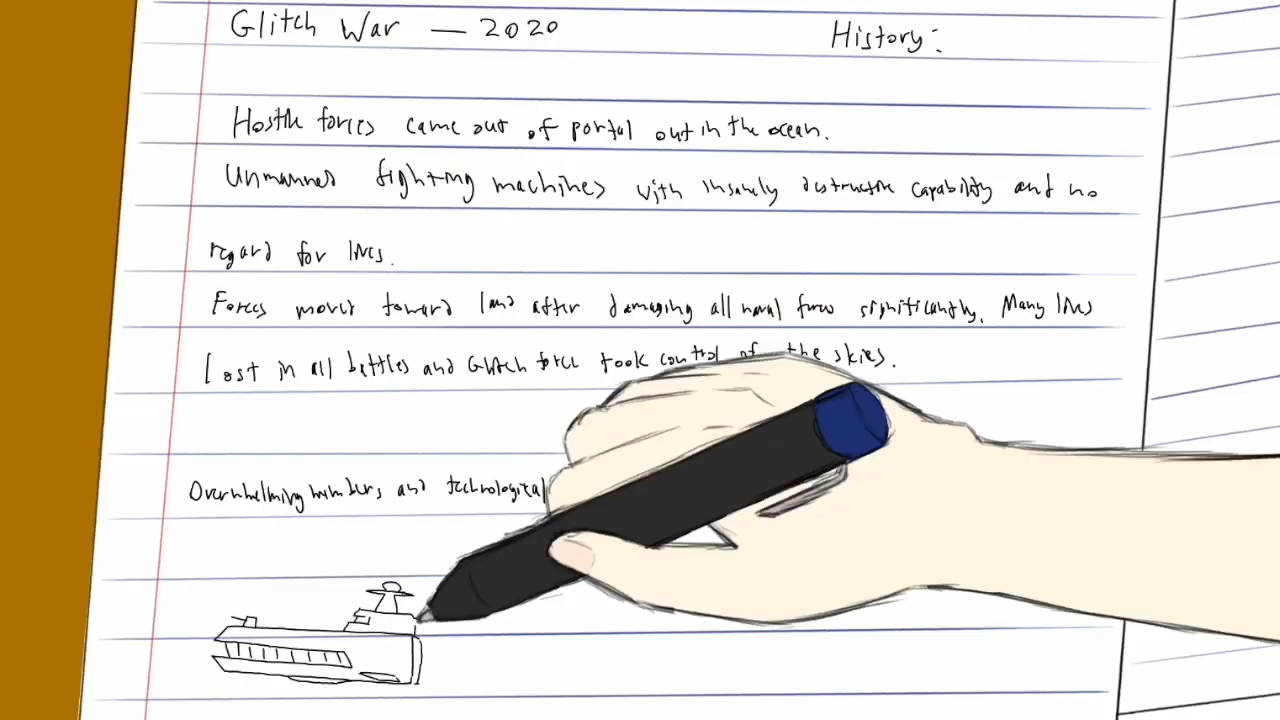 Glitch War — 2020
History:
Hostile forces came out of portal out in the ocean.
Unmanned fighting machines with insanely destructive capability and no
regard for lives.
Forces moved toward land after damaging all naval forces significantly. Many lives
Lost in all battles and Glitch force took control of the skies.
Overwhelming numbers and technological